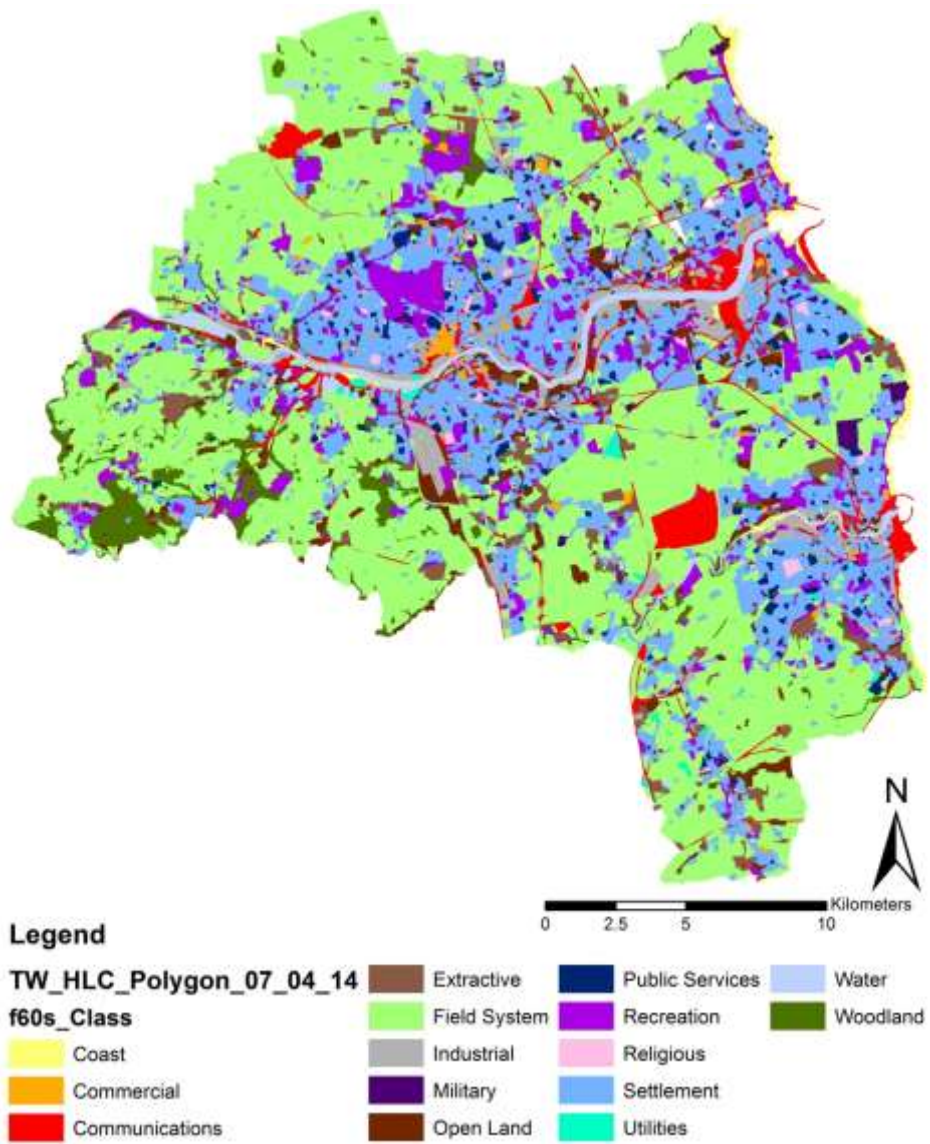 N
Kilometers
0 2.5 5 10
Legend
TW_HLC_Polygon_07_04_14
f60s_Class
Coast
Commercial
Communications
Extractive
Field System
Industrial
Military
Open Land
Public Services
Recreation
Religious
Settlement
Utilities
Water
Woodland